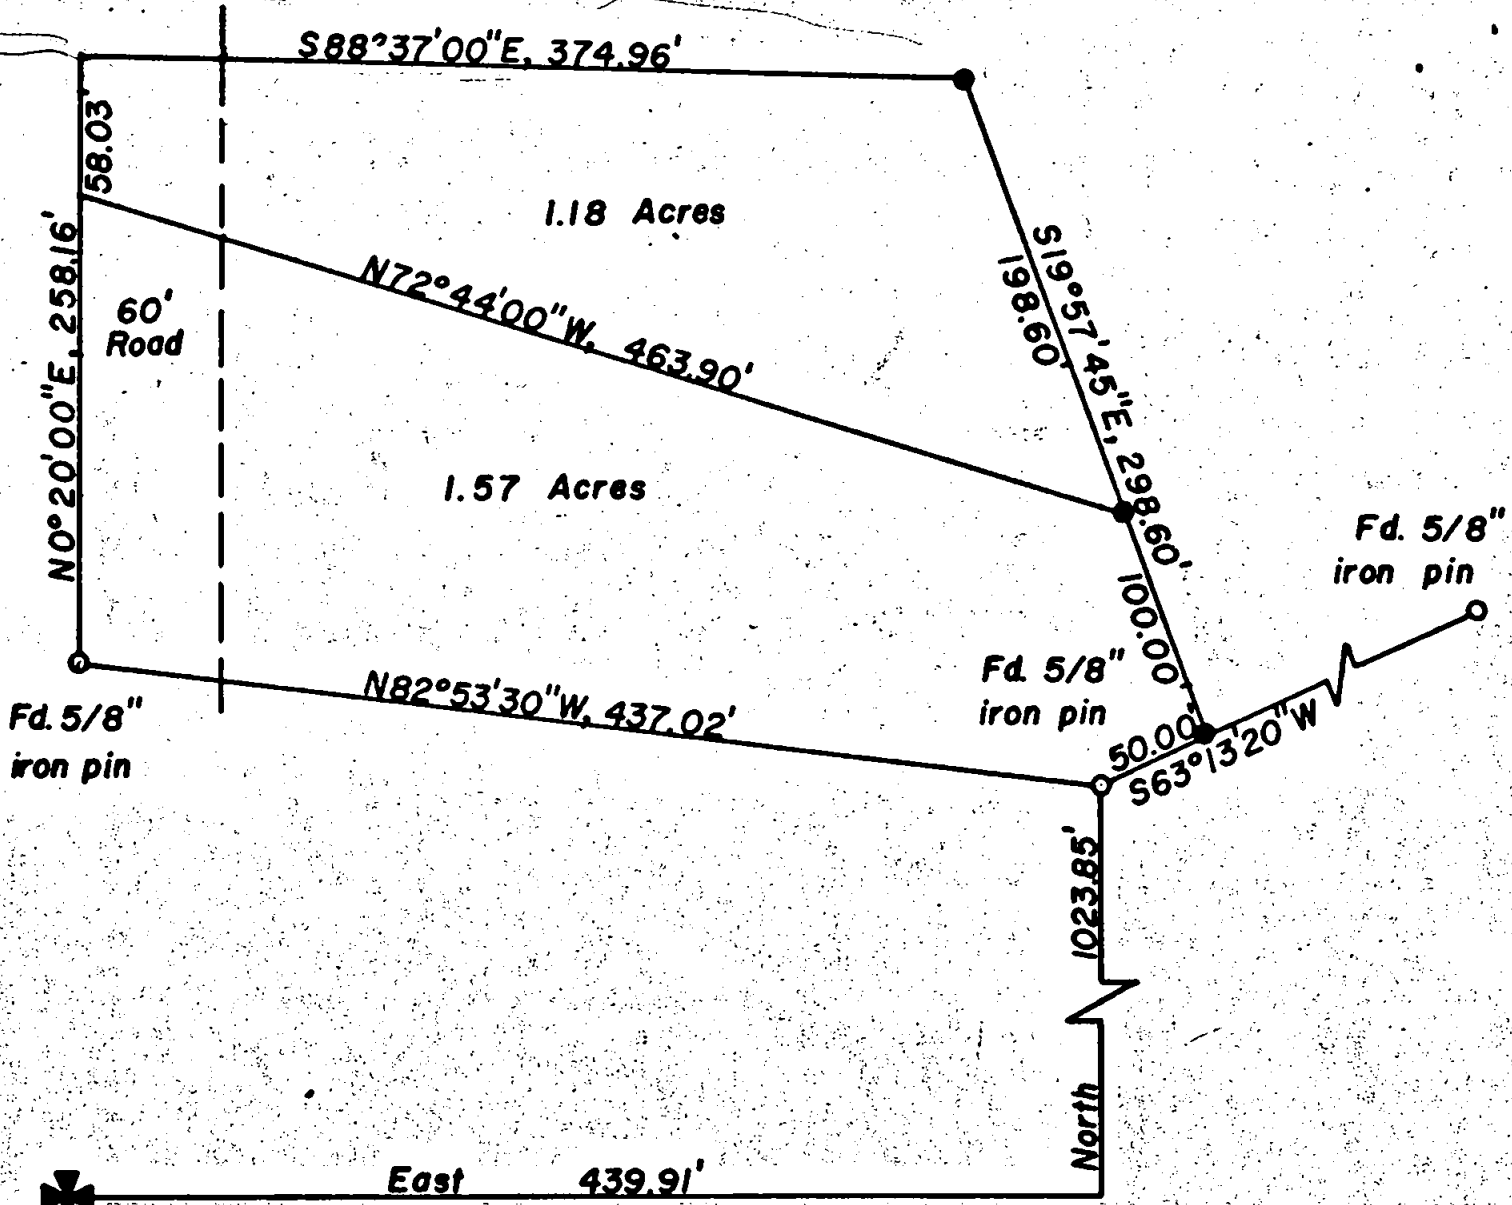 S88°37'00"E, 374.96'
58.03'
1.18 Acres
N0°20'00"E, 258.16'
60'
Road
N72°44'00"W, 463.90'
S19°57'45"E, 298.60'
198.60'
1.57 Acres
100.00'
Fd. 5/8"
iron pin
Fd. 5/8"
iron pin
N82°53'30"W, 437.02'
Fd. 5/8"
iron pin
50.00'
S63°13'20"W
1023.85'
North
East 439.91'